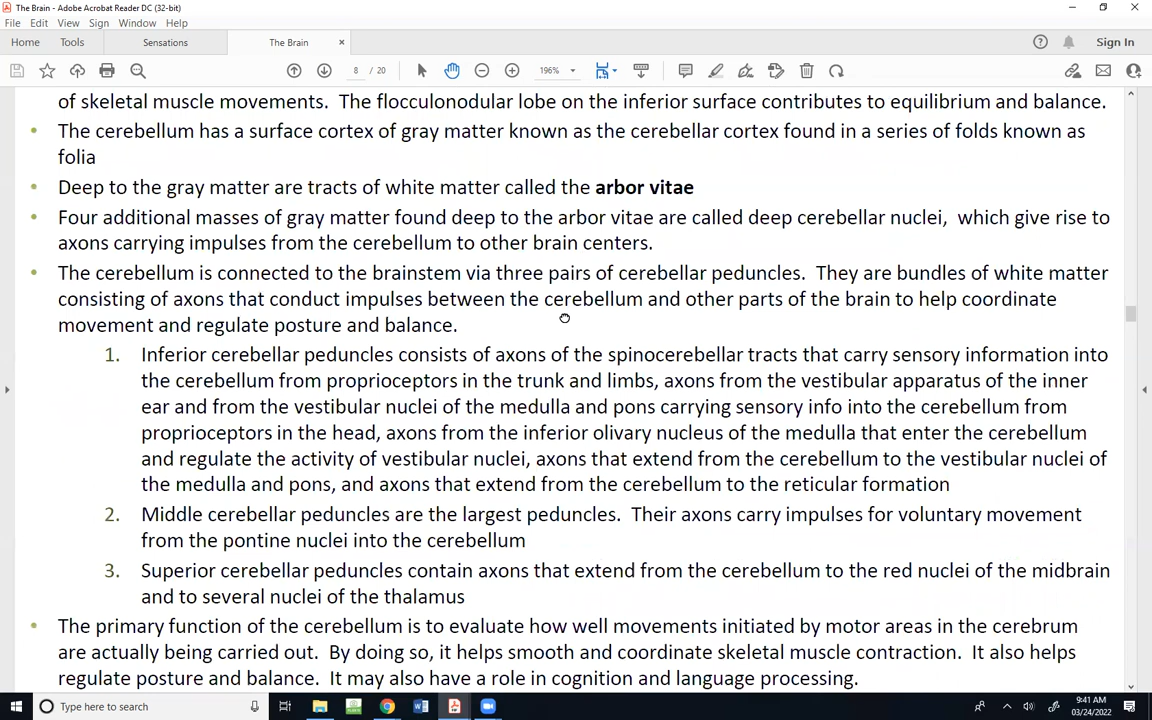 The Brain - Adobe Acrobat Reader DC (32-bit)
File Edit View Sign Window Help
Home Tools Sensations The Brain × Sign In
8 / 20 196%
of skeletal muscle movements. The flocculonodular lobe on the inferior surface contributes to equilibrium and balance.
• The cerebellum has a surface cortex of gray matter known as the cerebellar cortex found in a series of folds known as
folia
• Deep to the gray matter are tracts of white matter called the arbor vitae
• Four additional masses of gray matter found deep to the arbor vitae are called deep cerebellar nuclei, which give rise to
axons carrying impulses from the cerebellum to other brain centers.
• The cerebellum is connected to the brainstem via three pairs of cerebellar peduncles. They are bundles of white matter
consisting of axons that conduct impulses between the cerebellum and other parts of the brain to help coordinate
movement and regulate posture and balance.
1. Inferior cerebellar peduncles consists of axons of the spinocerebellar tracts that carry sensory information into
the cerebellum from proprioceptors in the trunk and limbs, axons from the vestibular apparatus of the inner
ear and from the vestibular nuclei of the medulla and pons carrying sensory info into the cerebellum from
proprioceptors in the head, axons from the inferior olivary nucleus of the medulla that enter the cerebellum
and regulate the activity of vestibular nuclei, axons that extend from the cerebellum to the vestibular nuclei of
the medulla and pons, and axons that extend from the cerebellum to the reticular formation
2. Middle cerebellar peduncles are the largest peduncles. Their axons carry impulses for voluntary movement
from the pontine nuclei into the cerebellum
3. Superior cerebellar peduncles contain axons that extend from the cerebellum to the red nuclei of the midbrain
and to several nuclei of the thalamus
• The primary function of the cerebellum is to evaluate how well movements initiated by motor areas in the cerebrum
are actually being carried out. By doing so, it helps smooth and coordinate skeletal muscle contraction. It also helps
regulate posture and balance. It may also have a role in cognition and language processing.
Type here to search
9:41 AM
03/24/2022